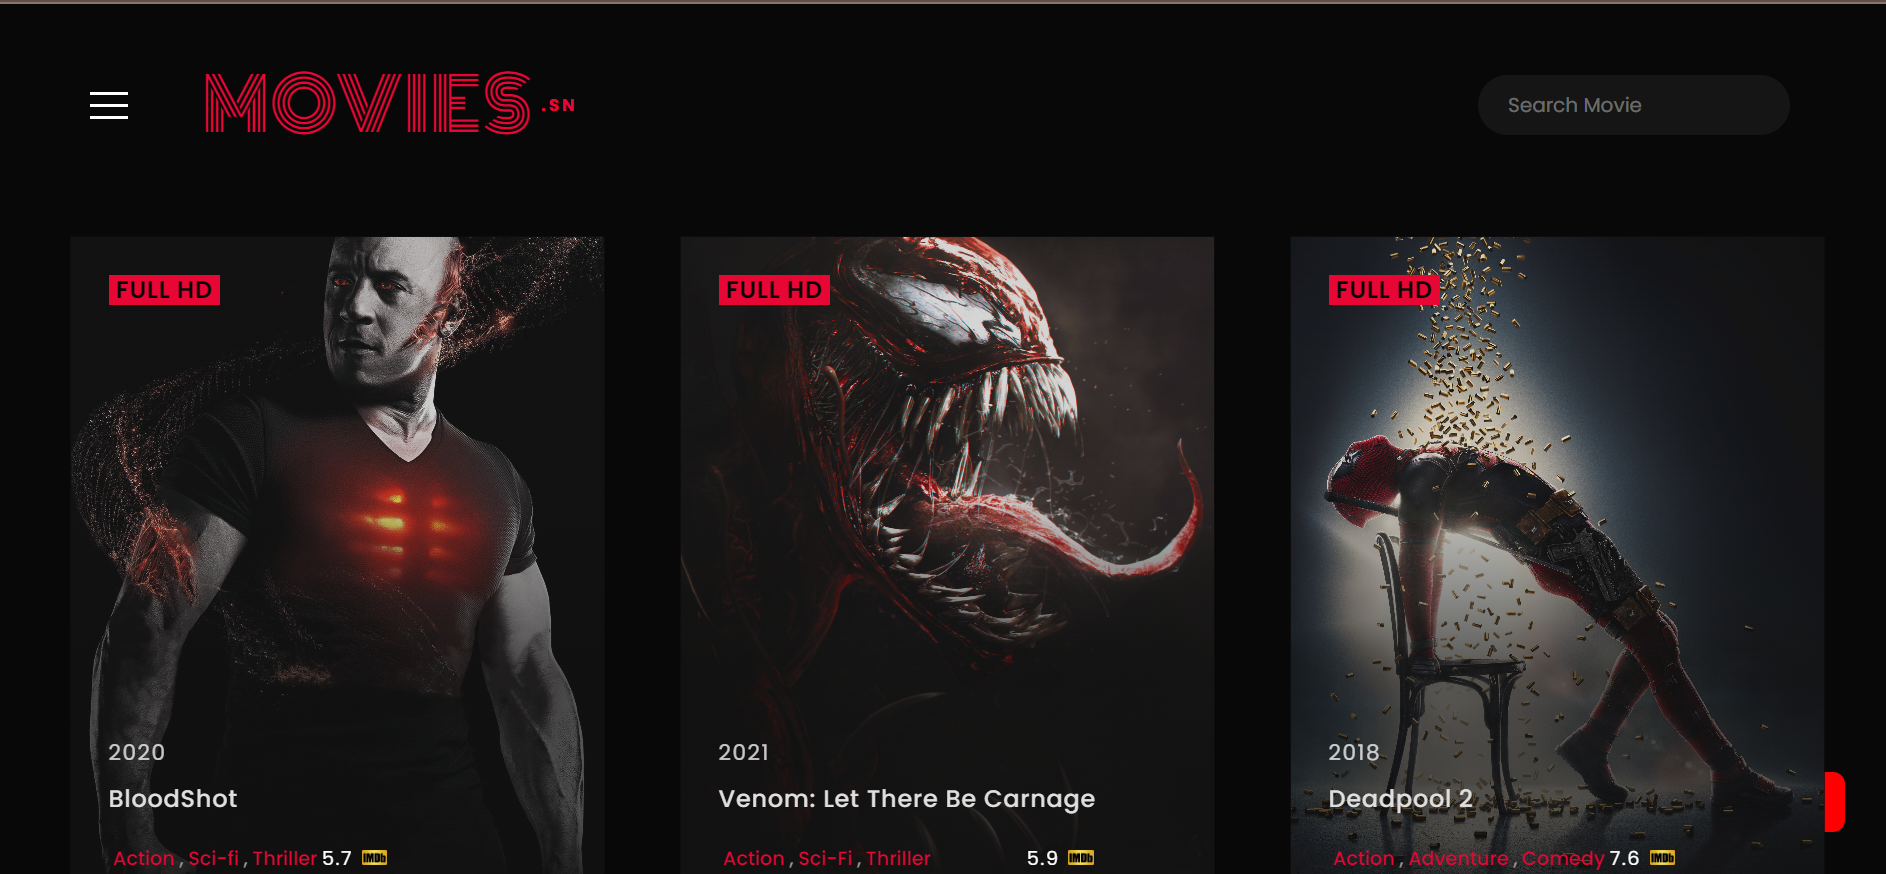 MOVIES .SN
Search Movie
FULL HD
FULL HD
FULL HD
2020
BloodShot
Action , Sci-fi , Thriller 5.7 IMDb
2021
Venom: Let There Be Carnage
Action , Sci-Fi , Thriller 5.9 IMDb
2018
Deadpool 2
Action , Adventure , Comedy 7.6 IMDb